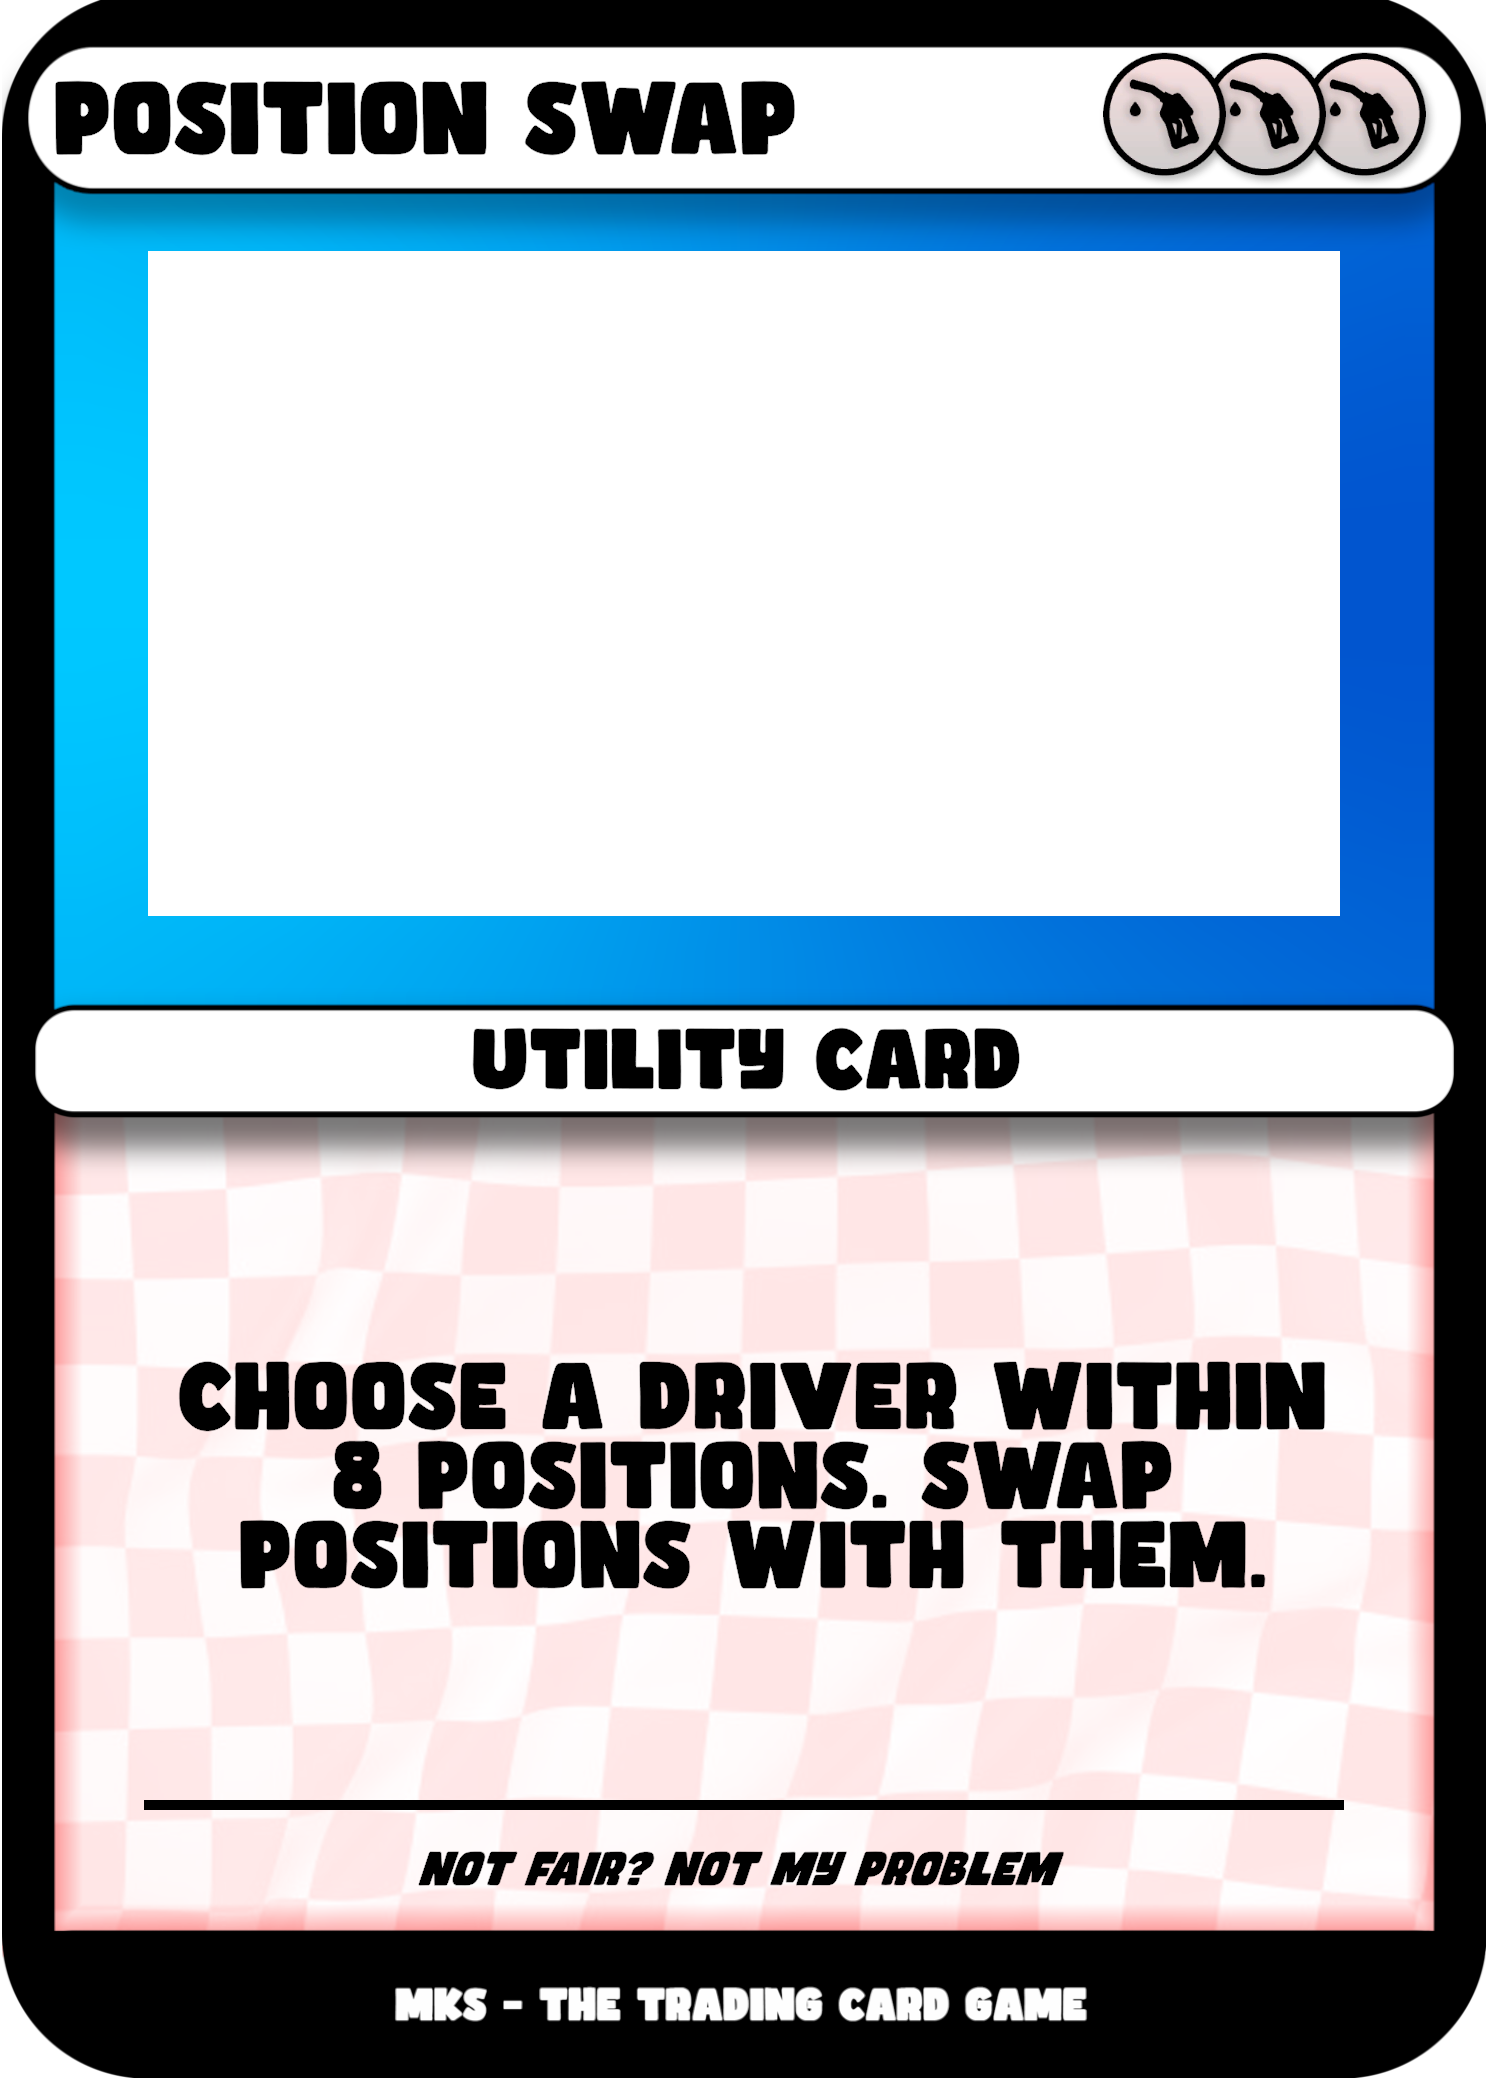 POSITION SWAP
UTILITY CARD
CHOOSE A DRIVER WITHIN
8 POSITIONS. SWAP
POSITIONS WITH THEM.
NOT FAIR? NOT MY PROBLEM
MKS - THE TRADING CARD GAME